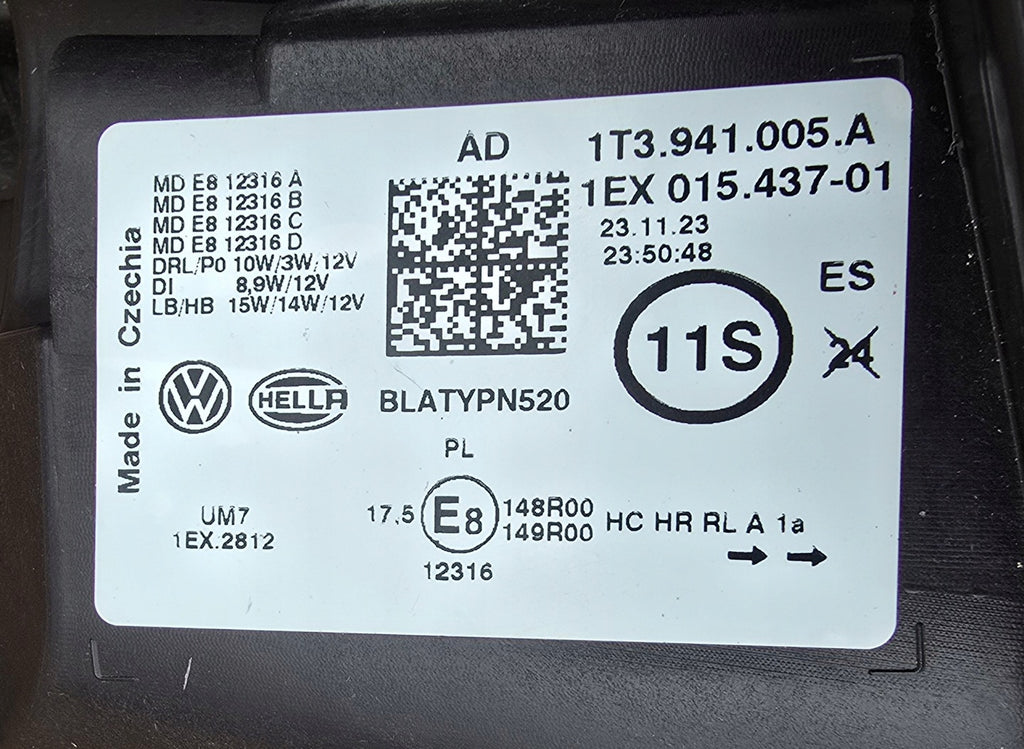 AD
1T3.941.005.A
1EX 015.437-01
23.11.23
23:50:48
MD E8 12316 A
MD E8 12316 B
MD E8 12316 C
MD E8 12316 D
DRL/PO 10W/3W/12V
DI 8,9W/12V
LB/HB 15W/14W/12V
Made in Czechia
ES
11S
24
VW
HELLA
BLATYPN520
PL
UM7
1EX.2812
17,5
E8
148R00
149R00
HC HR RL A 1a
12316